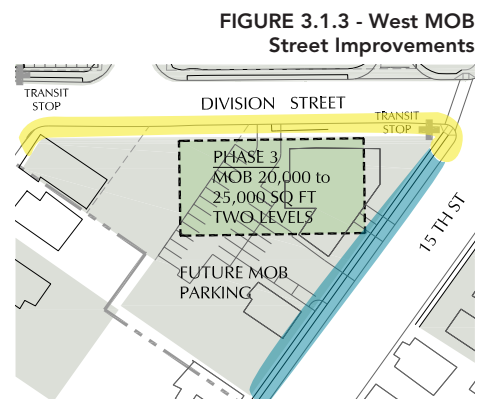 FIGURE 3.1.3 - West MOB
Street Improvements
TRANSIT
STOP
DIVISION STREET
TRANSIT
STOP
PHASE 3
MOB 20,000 to
25,000 SQ FT
TWO LEVELS
15 TH ST
FUTURE MOB
PARKING